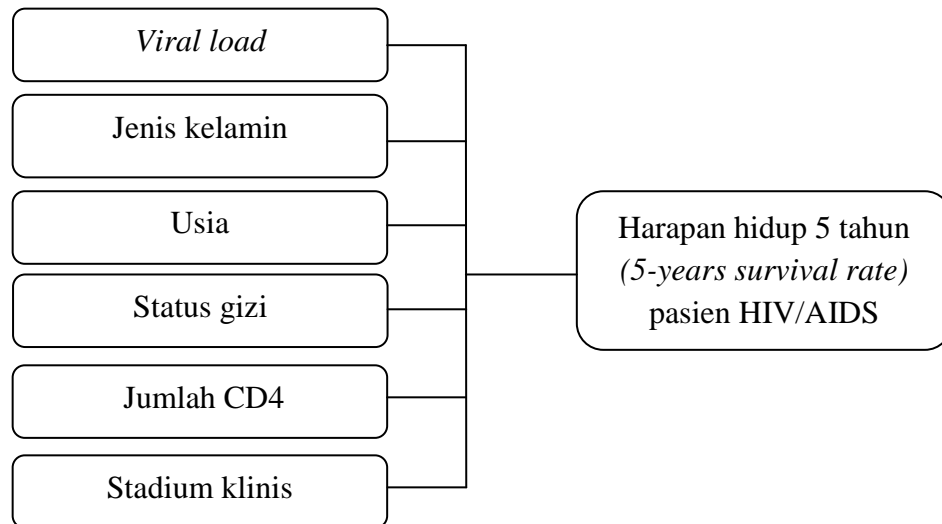 Viral load
Jenis kelamin
Usia
Status gizi
Jumlah CD4
Stadium klinis
Harapan hidup 5 tahun
(5-years survival rate)
pasien HIV/AIDS